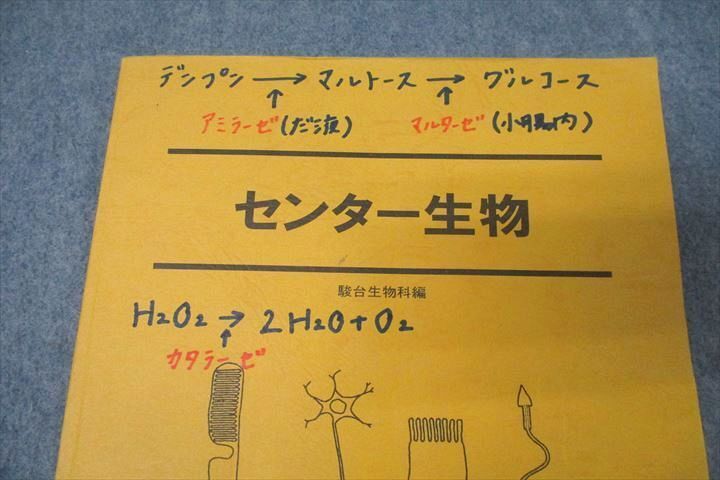 デンプン → マルトース → グルコース
↑ ↑
アミラーゼ(だ液) マルターゼ(小腸内)
センター生物
駿台生物科編
H2O2 → 2H2O+O2
↑
カタラーゼ